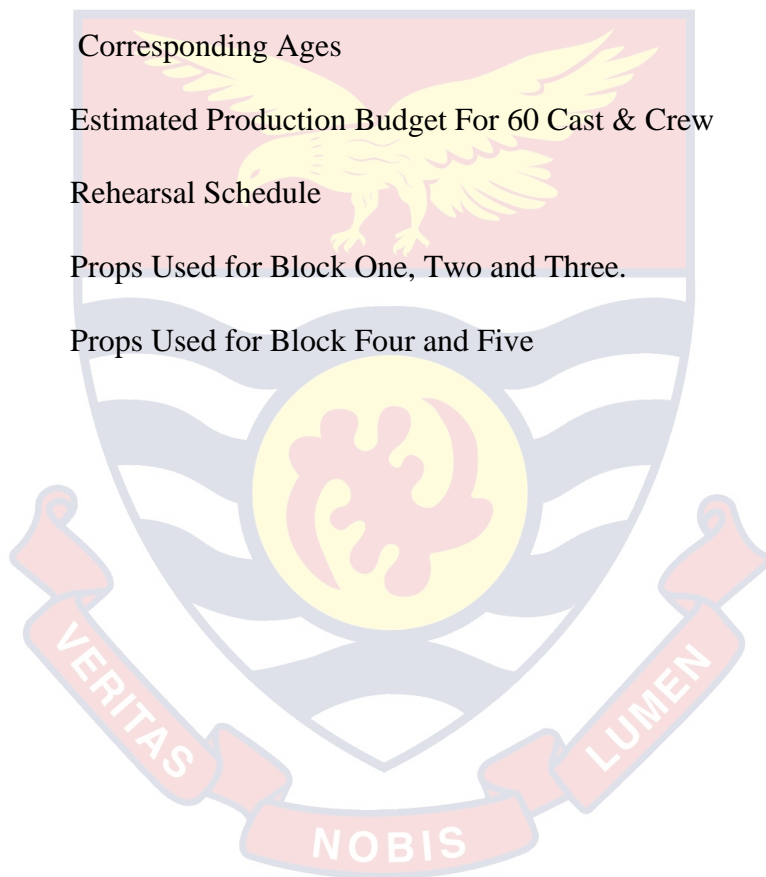 Corresponding Ages
Estimated Production Budget For 60 Cast & Crew
Rehearsal Schedule
Props Used for Block One, Two and Three.
Props Used for Block Four and Five
VERITAS
NOBIS
LUMEN